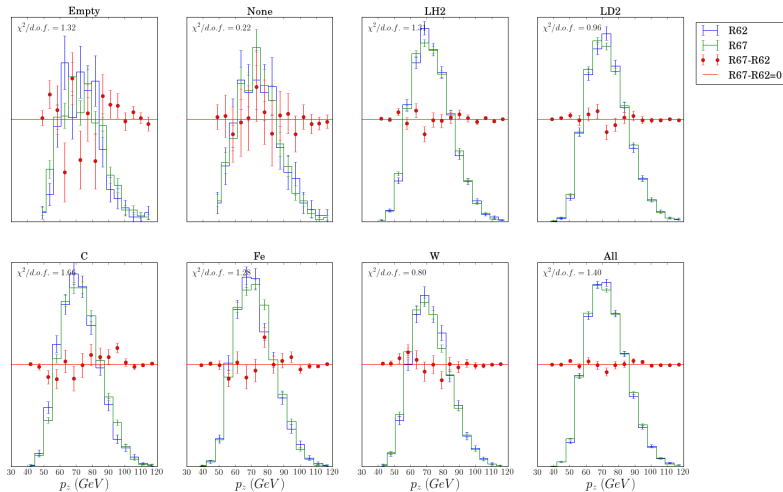 Empty
None
LH2
LD2
χ²/d.o.f. = 1.32
χ²/d.o.f. = 0.22
χ²/d.o.f. = 1.3
χ²/d.o.f. = 0.96
R62
R67
R67-R62
R67-R62=0
C
Fe
W
All
χ²/d.o.f. = 1.06
χ²/d.o.f. = 1.28
χ²/d.o.f. = 0.80
χ²/d.o.f. = 1.40
30 40 50 60 70 80 90 100 110 120
30 40 50 60 70 80 90 100 110 120
30 40 50 60 70 80 90 100 110 120
30 40 50 60 70 80 90 100 110 120
p_z (GeV)
p_z (GeV)
p_z (GeV)
p_z (GeV)